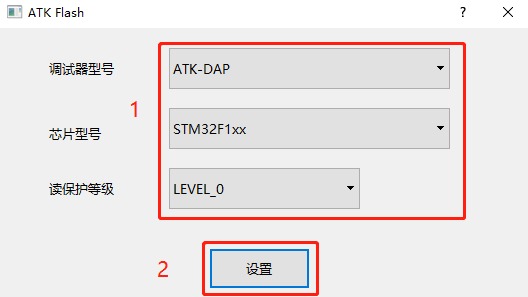 ATK Flash
? ×
调试器型号
ATK-DAP
1
芯片型号
STM32F1xx
读保护等级
LEVEL_0
2
设置